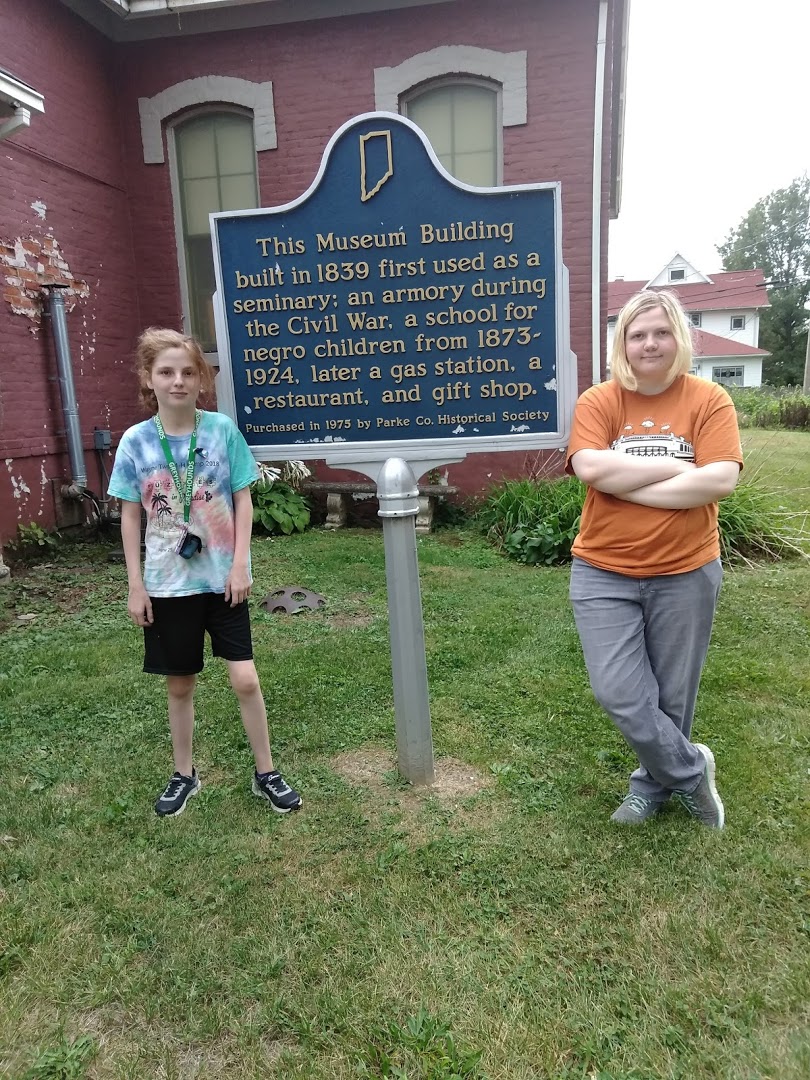 This Museum Building
built in 1839 first used as a
seminary; an armory during
the Civil War, a school for
negro children from 1873-
1924, later a gas station, a
restaurant, and gift shop.
Purchased in 1975 by Parke Co. Historical Society
GREYHOUNDS
2018